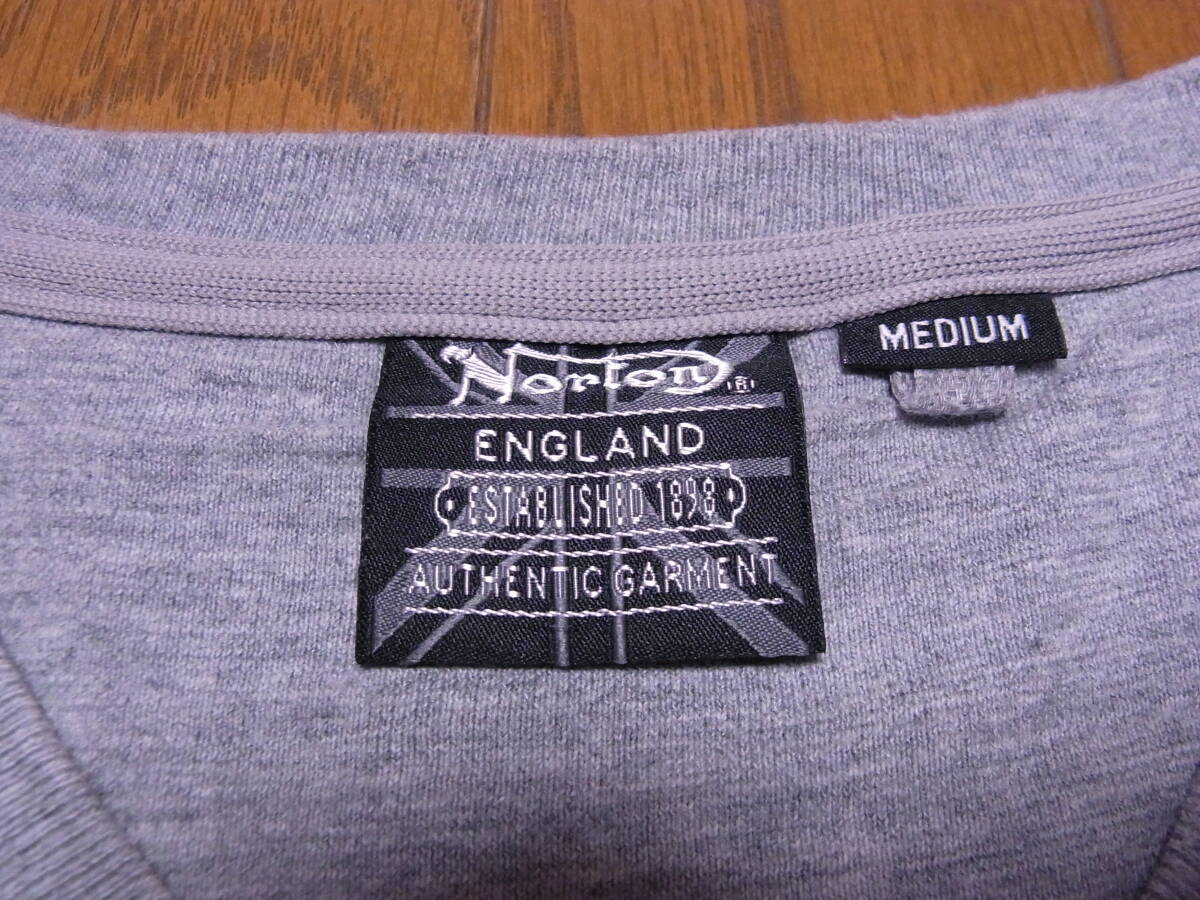 Norton ®
ENGLAND
ESTABLISHED 1898
AUTHENTIC GARMENT
MEDIUM